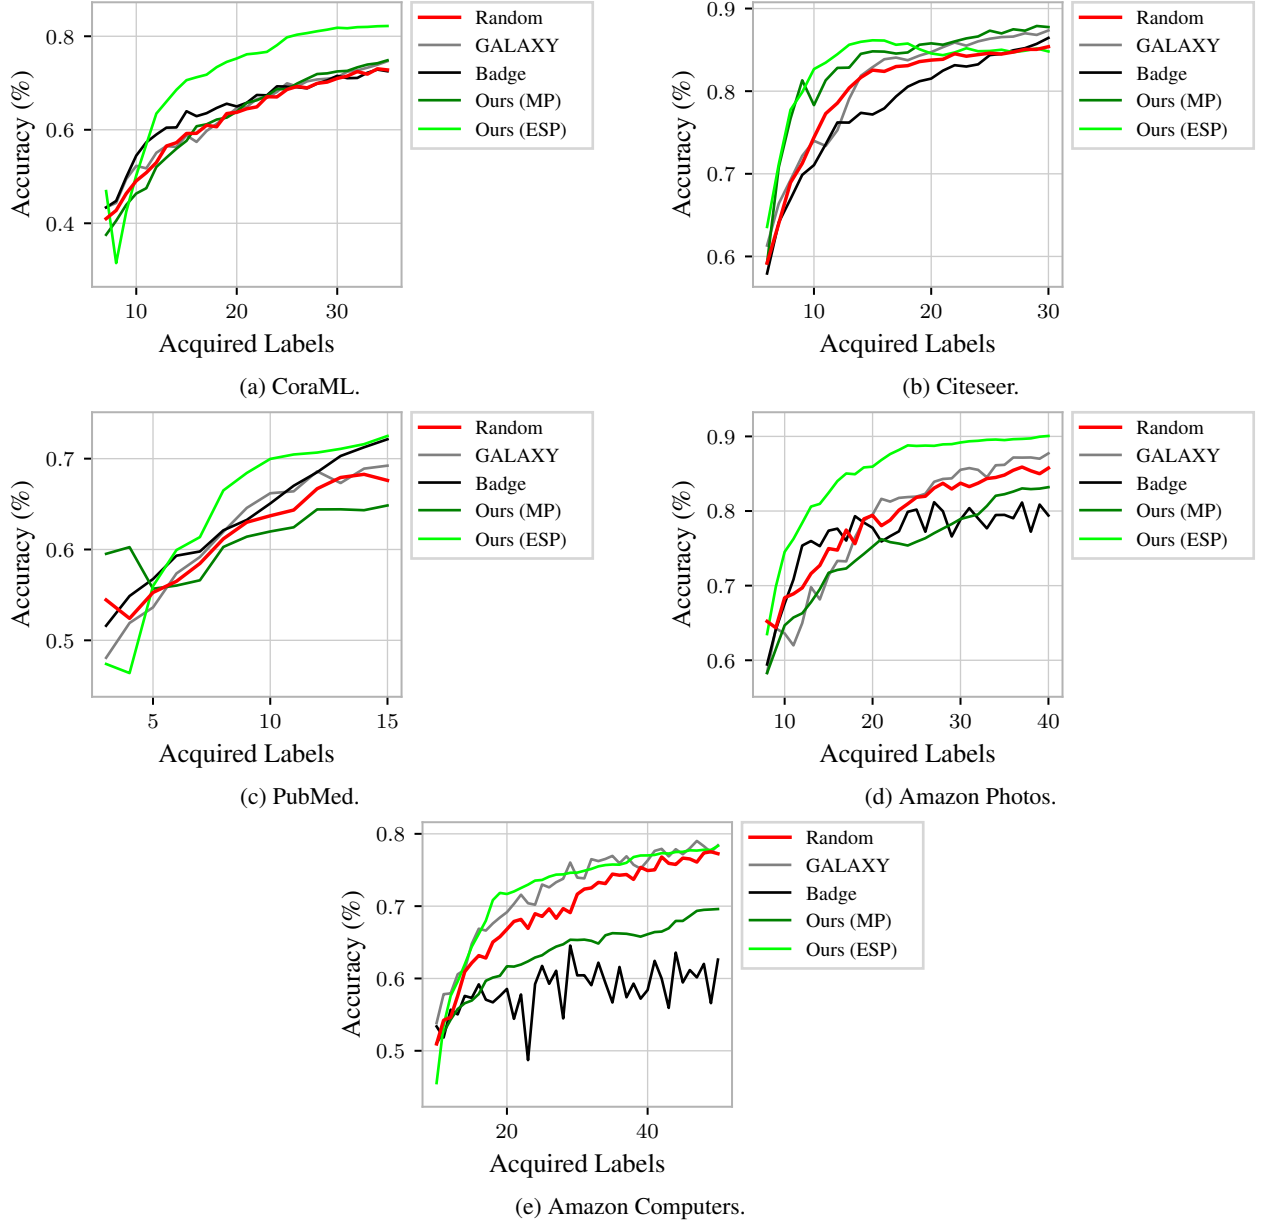 0.8
0.6
0.4
10
20
30
Accuracy (%)
Acquired Labels
Random
GALAXY
Badge
Ours (MP)
Ours (ESP)
(a) CoraML.
0.9
0.8
0.7
0.6
10
20
30
Accuracy (%)
Acquired Labels
Random
GALAXY
Badge
Ours (MP)
Ours (ESP)
(b) Citeseer.
0.7
0.6
0.5
5
10
15
Accuracy (%)
Acquired Labels
Random
GALAXY
Badge
Ours (MP)
Ours (ESP)
(c) PubMed.
0.9
0.8
0.7
0.6
10
20
30
40
Accuracy (%)
Acquired Labels
Random
GALAXY
Badge
Ours (MP)
Ours (ESP)
(d) Amazon Photos.
0.8
0.7
0.6
0.5
20
40
Accuracy (%)
Acquired Labels
Random
GALAXY
Badge
Ours (MP)
Ours (ESP)
(e) Amazon Computers.